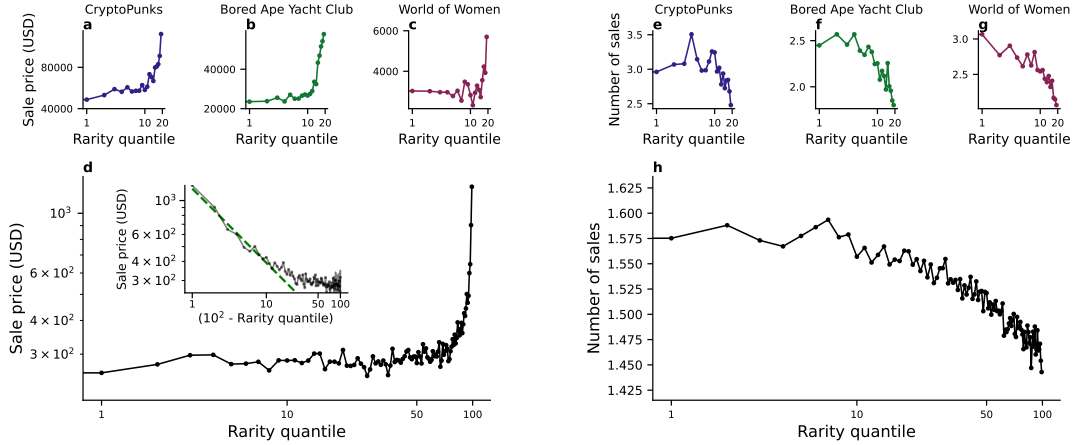 CryptoPunks
Bored Ape Yacht Club
World of Women
a
b
c
Sale price (USD)
80000
40000
1
10
20
Rarity quantile
40000
20000
1
10
20
Rarity quantile
6000
4000
1
10
20
Rarity quantile
CryptoPunks
Bored Ape Yacht Club
World of Women
e
f
g
Number of sales
3.5
3.0
2.5
1
10
20
Rarity quantile
2.5
2.0
1
10
20
Rarity quantile
3.0
2.5
1
10
20
Rarity quantile
d
Sale price (USD)
10³
6 × 10²
4 × 10²
3 × 10²
1
10
50
100
Rarity quantile
Sale price (USD)
10³
6 × 10²
4 × 10²
3 × 10²
1
10
50
100
(10² - Rarity quantile)
h
Number of sales
1.625
1.600
1.575
1.550
1.525
1.500
1.475
1.450
1.425
1
10
50
100
Rarity quantile